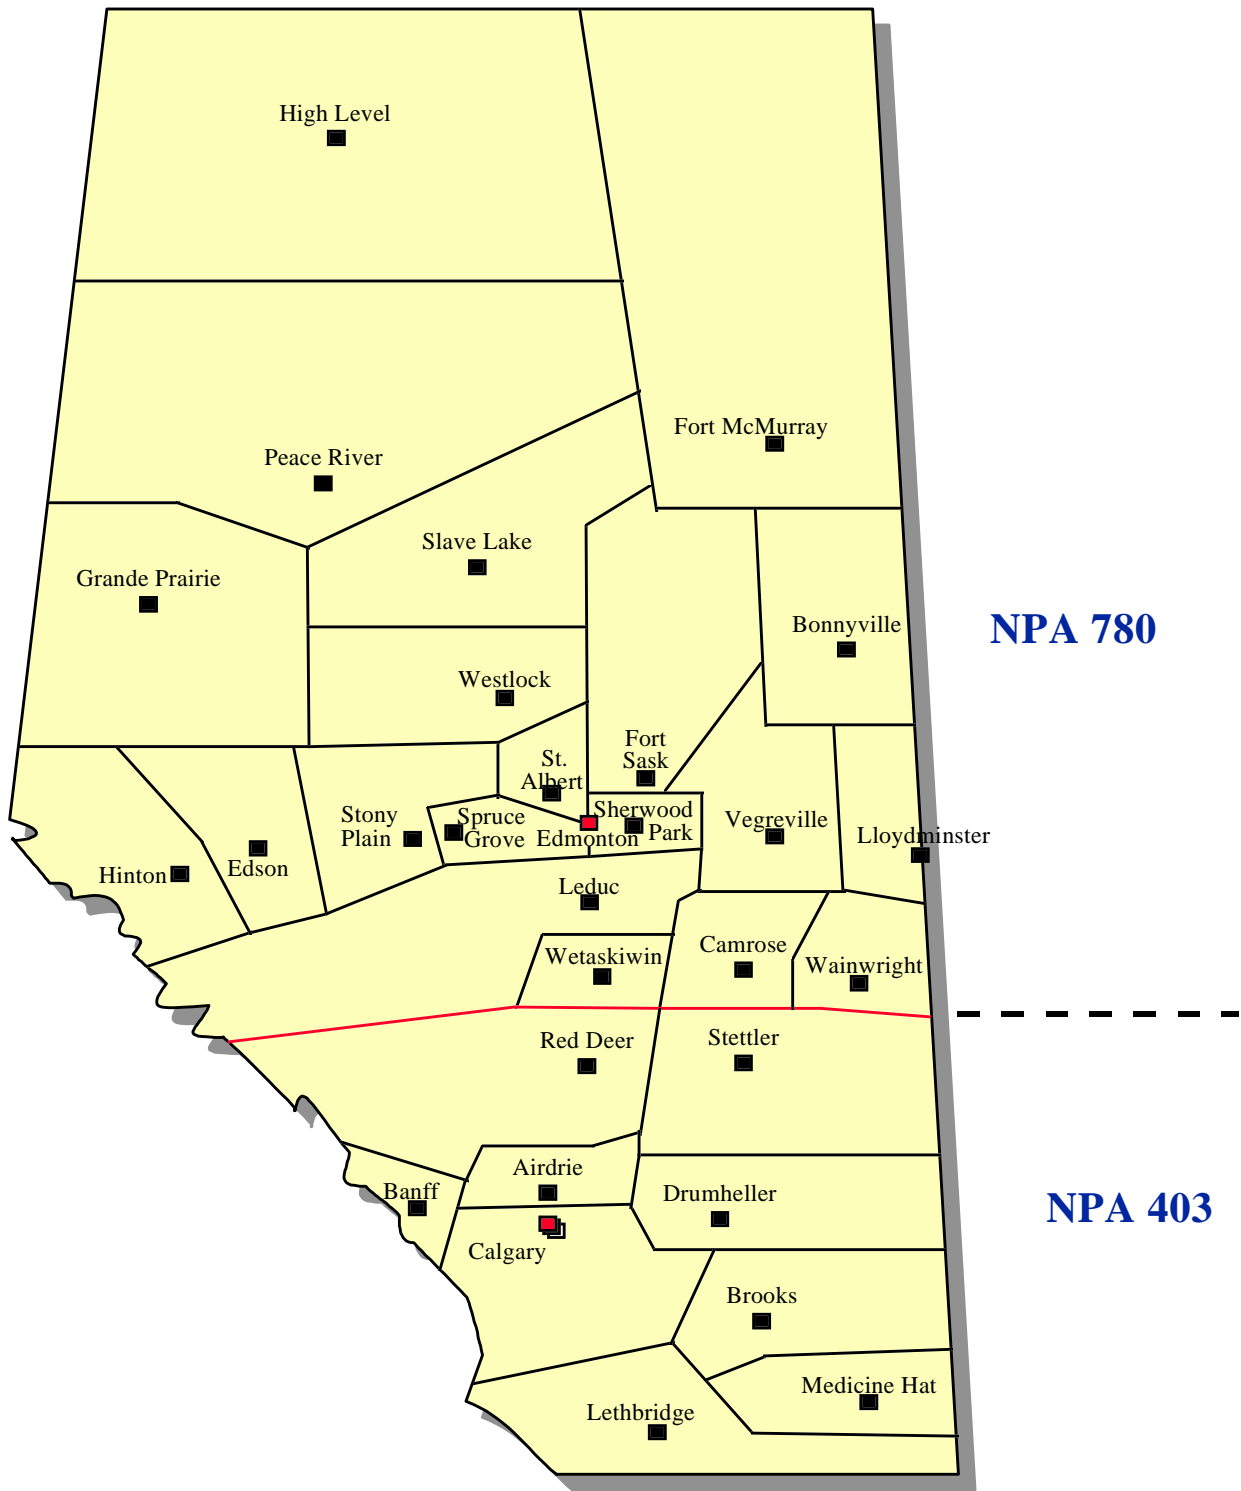 High Level
Fort McMurray
Peace River
Slave Lake
Grande Prairie
NPA 780
Bonnyville
Westlock
Fort
Sask
St.
Albert
Stony
Plain
Spruce
Grove
Edmonton
Sherwood
Park
Vegreville
Lloydminster
Hinton
Edson
Leduc
Wetaskiwin
Camrose
Wainwright
Red Deer
Stettler
Airdrie
Banff
Drumheller
NPA 403
Calgary
Brooks
Medicine Hat
Lethbridge